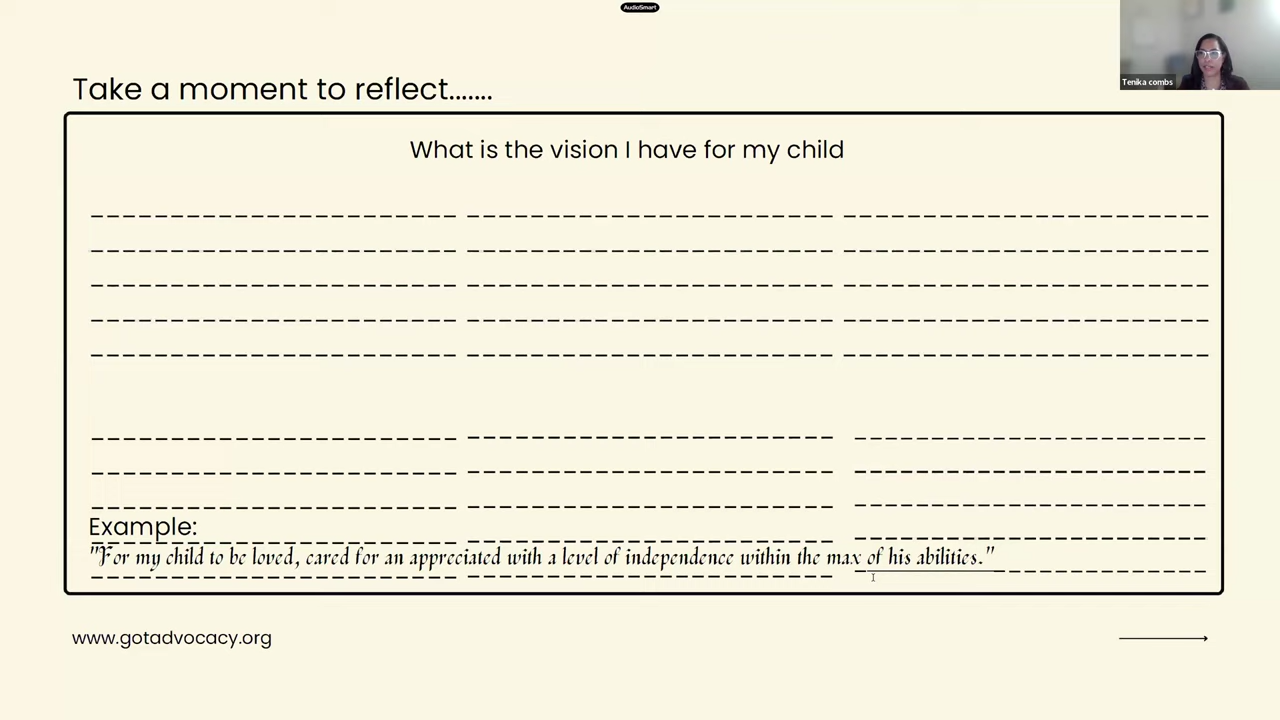 AudioSmart
Tenika combs
Take a moment to reflect.......
What is the vision I have for my child
Example:
"For my child to be loved, cared for an appreciated with a level of independence within the max of his abilities."
www.gotadvocacy.org